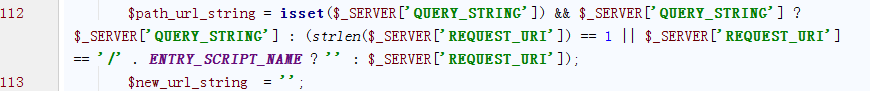 112 $path_url_string = isset($_SERVER['QUERY_STRING']) && $_SERVER['QUERY_STRING'] ?
$_SERVER['QUERY_STRING'] : (strlen($_SERVER['REQUEST_URI']) == 1 || $_SERVER['REQUEST_URI']
== '/' . ENTRY_SCRIPT_NAME ? '' : $_SERVER['REQUEST_URI']);
113 $new_url_string = '';